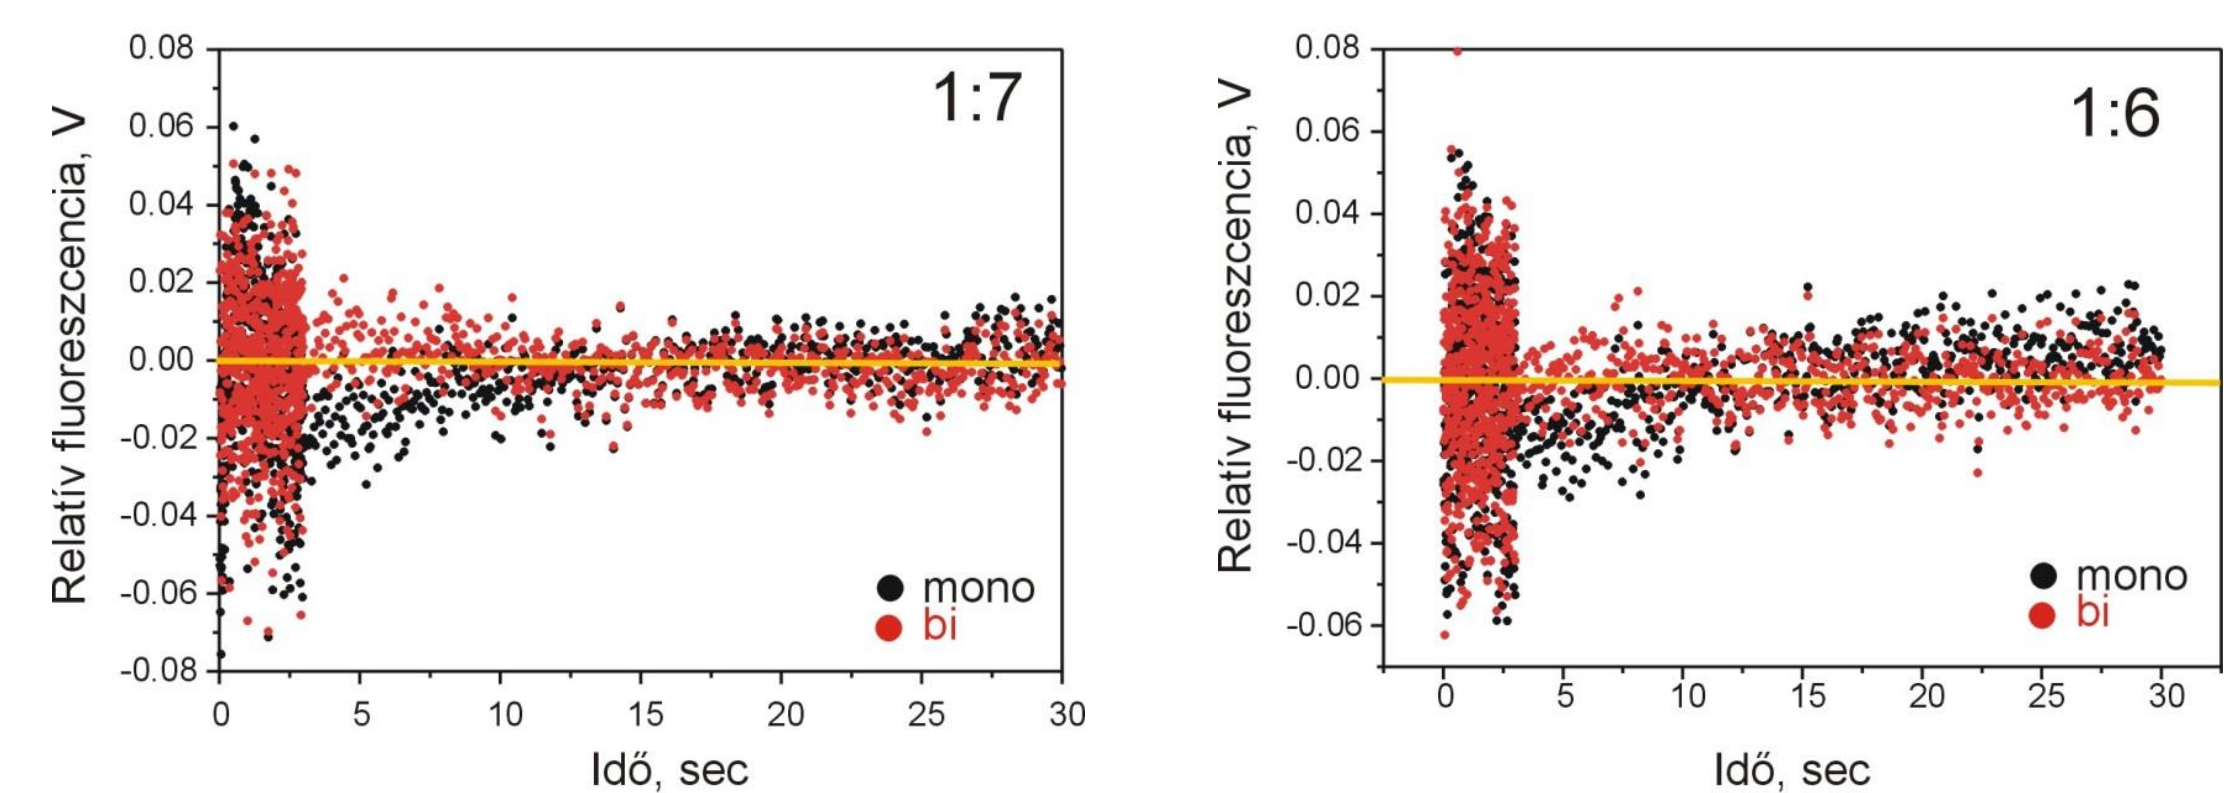 Relatív fluoreszcencia, V
0.08
0.06
0.04
0.02
0.00
-0.02
-0.04
-0.06
-0.08
1:7
mono
bi
0 5 10 15 20 25 30
Idő, sec
Relatív fluoreszcencia, V
0.08
0.06
0.04
0.02
0.00
-0.02
-0.04
-0.06
1:6
mono
bi
0 5 10 15 20 25 30
Idő, sec